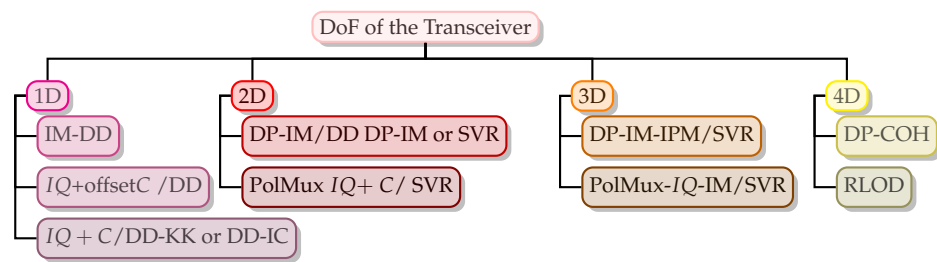 DoF of the Transceiver
1D
2D
3D
4D
IM-DD
DP-IM/DD DP-IM or SVR
DP-IM-IPM/SVR
DP-COH
IQ+offsetC /DD
PolMux IQ+ C/ SVR
PolMux-IQ-IM/SVR
RLOD
IQ + C/DD-KK or DD-IC